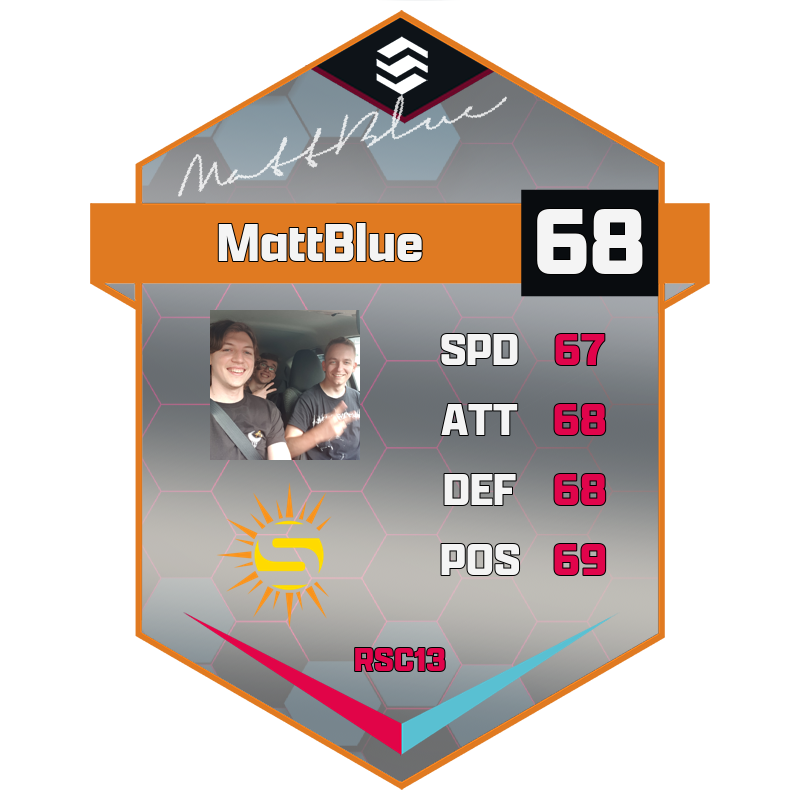 MattBlue
MattBlue 68
SPD 67
ATT 68
DEF 68
POS 69
RSC13